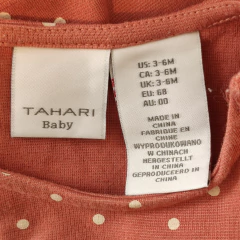 TAHARI
Baby
US: 3-6M
CA: 3-6M
UK: 3-6M
EU: 68
AU: 00
MADE IN
CHINA
FABRIQUE EN
CHINE
WYPRODUKOWANO
W CHINACH
HERGESTELLT
IN CHINA
GEPRODUCEERD IN
CHINA